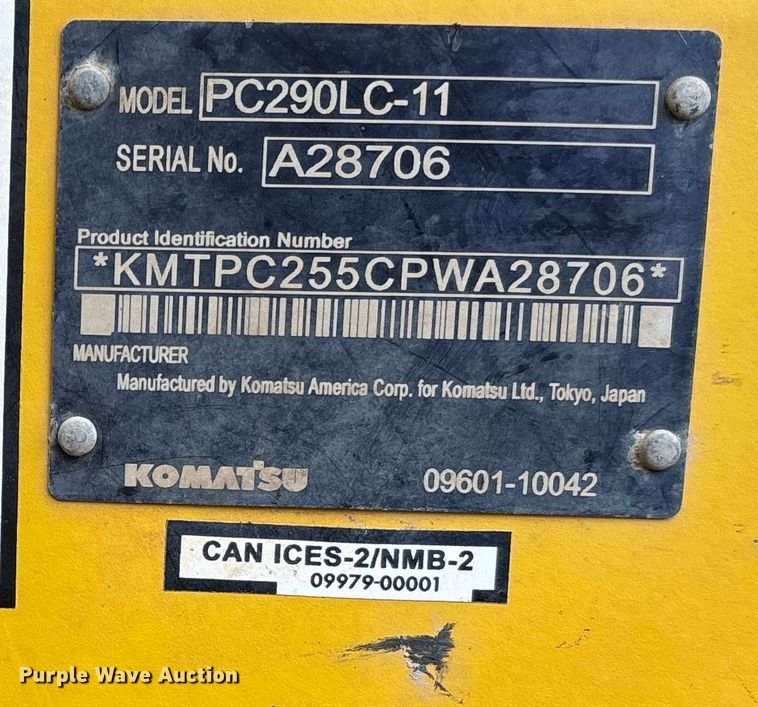 MODEL PC290LC-11
SERIAL No. A28706
Product Identification Number
*KMTPC255CPWA28706*
MANUFACTURER
Manufactured by Komatsu America Corp. for Komatsu Ltd., Tokyo, Japan
KOMATSU 09601-10042
CAN ICES-2/NMB-2
09979-00001
Purple Wave Auction